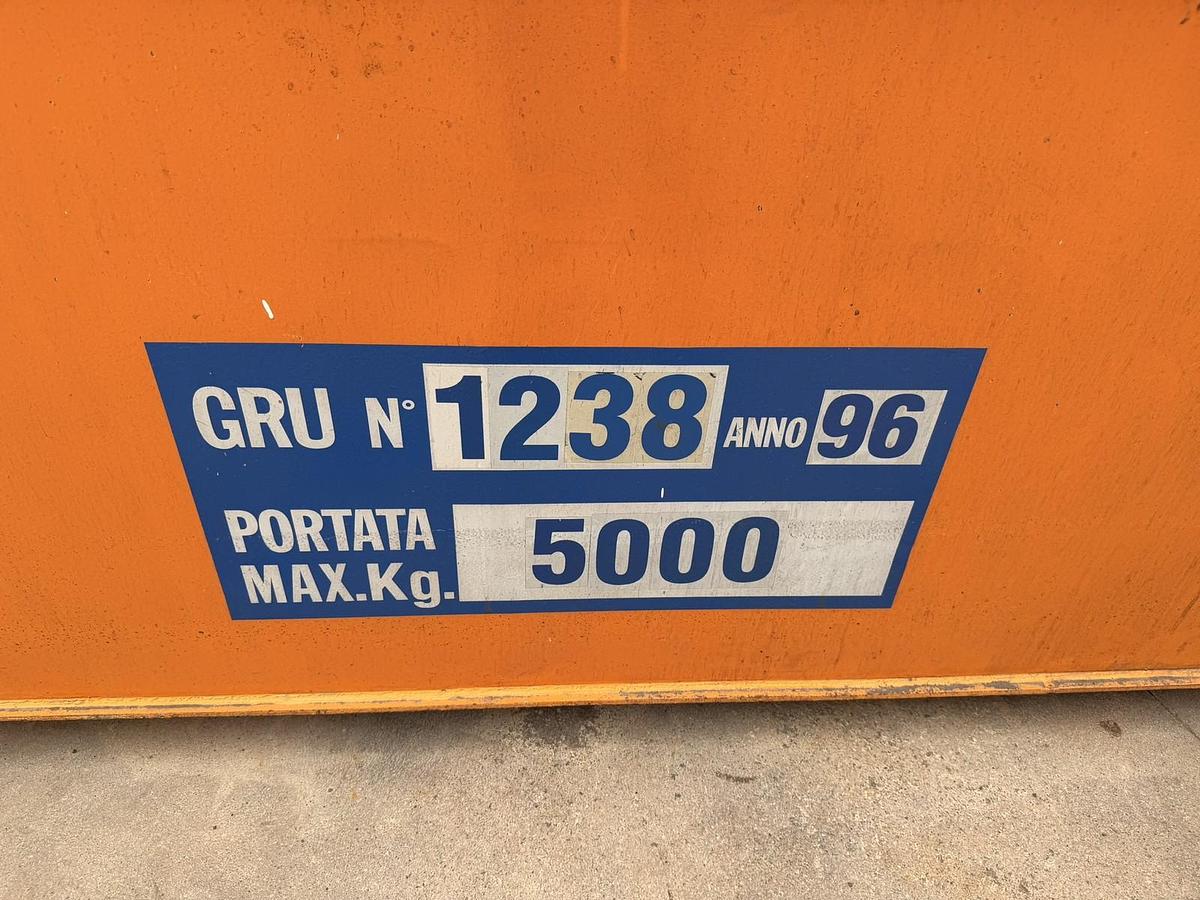 GRU N° 1238 ANNO 96
PORTATA
MAX.Kg. 5000